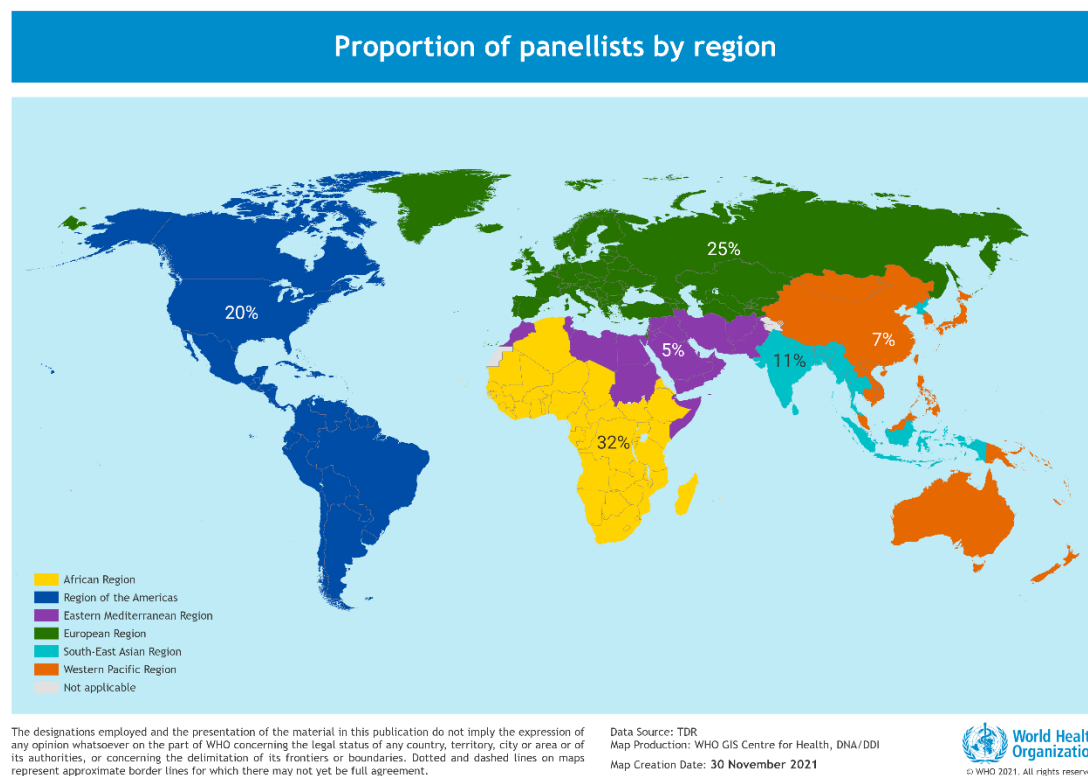 Proportion of panellists by region
25%
20%
7%
5%
11%
32%
African Region
Region of the Americas
Eastern Mediterranean Region
European Region
South-East Asian Region
Western Pacific Region
Not applicable
The designations employed and the presentation of the material in this publication do not imply the expression of
any opinion whatsoever on the part of WHO concerning the legal status of any country, territory, city or area or of
its authorities, or concerning the delimitation of its frontiers or boundaries. Dotted and dashed lines on maps
represent approximate border lines for which there may not yet be full agreement.
Data Source: TDR
Map Production: WHO GIS Centre for Health, DNA/DDI
Map Creation Date: 30 November 2021
World Healt
Organizatio
© WHO 2021. All rights reserve